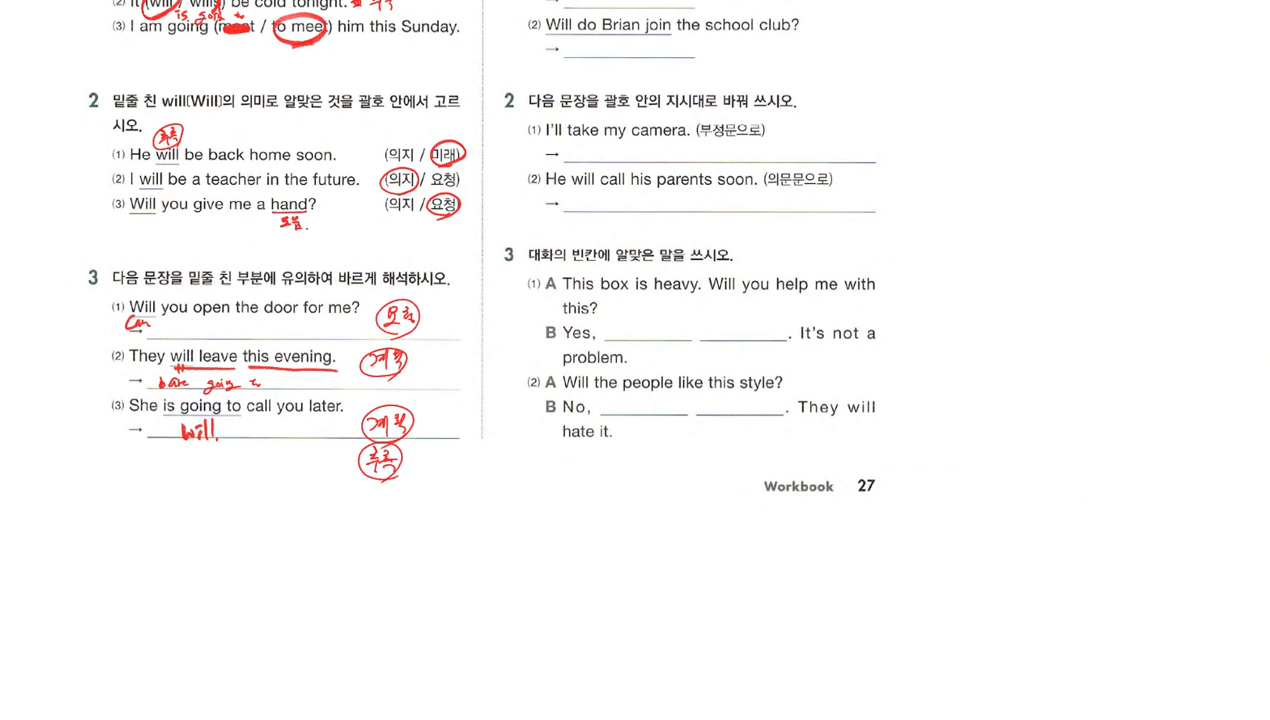 (2) It (will / wills) be cold tonight.
(3) I am going (meet / to meet) him this Sunday.
2 밑줄 친 will(Will)의 의미로 알맞은 것을 괄호 안에서 고르
시오.
추측
(1) He will be back home soon. (의지 / 미래)
(2) I will be a teacher in the future. (의지 / 요청)
(3) Will you give me a hand? (의지 / 요청)
도움.
3 다음 문장을 밑줄 친 부분에 유의하여 바르게 해석하시오.
(1) Will you open the door for me? 요청
Can
→
(2) They will leave this evening. 계획
→ are going to
(3) She is going to call you later. 계획
→ will.
추측
(2) Will do Brian join the school club?
→
2 다음 문장을 괄호 안의 지시대로 바꿔 쓰시오.
(1) I'll take my camera. (부정문으로)
→
(2) He will call his parents soon. (의문문으로)
→
3 대화의 빈칸에 알맞은 말을 쓰시오.
(1) A This box is heavy. Will you help me with
this?
B Yes, ________ ________. It's not a
problem.
(2) A Will the people like this style?
B No, ________ ________. They will
hate it.
Workbook 27